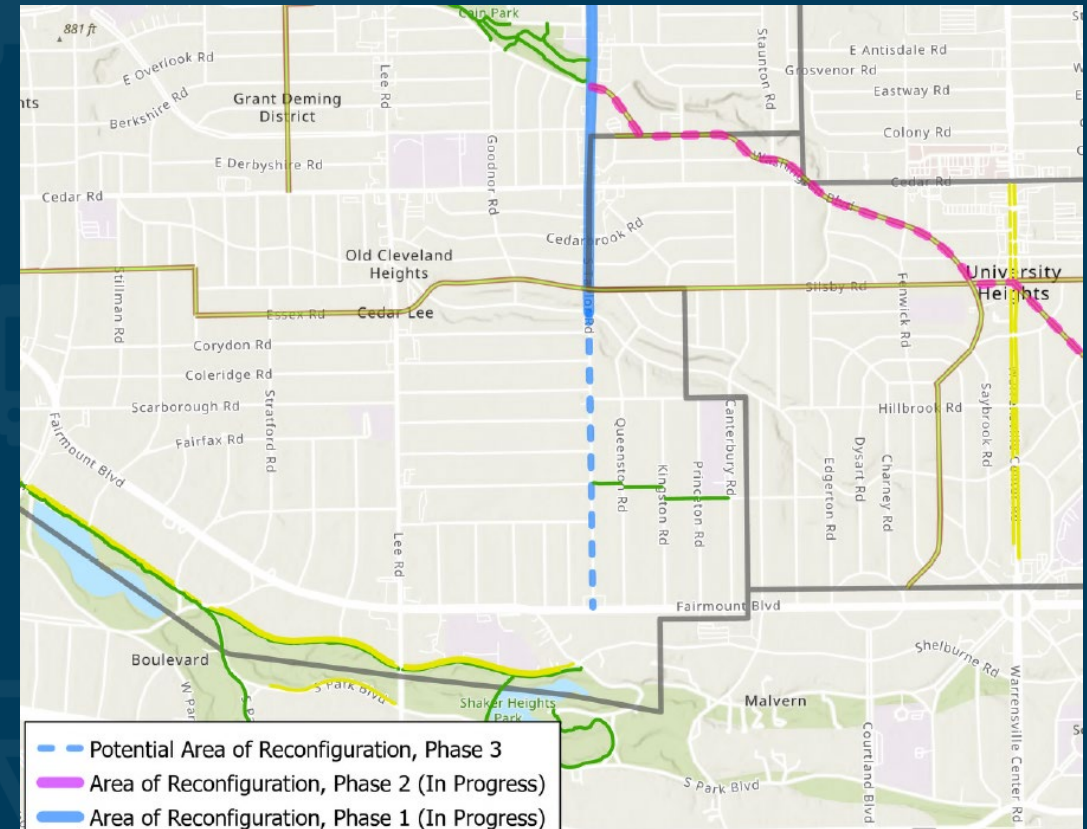 Cain Park
881 ft
E Overlook Rd
Berkshire Rd
Grant Deming
District
Lee Rd
Staunton Rd
E Antisdale Rd
Grosvenor Rd
Eastway Rd
Colony Rd
E Derbyshire Rd
Goodnor Rd
Cedar Rd
Cedar Rd
Cedarbrook Rd
Old Cleveland
Heights
University
Heights
Silsby Rd
Stillman Rd
Essex Rd
Cedar Lee
Fenwick Rd
Corydon Rd
Coleridge Rd
Scarborough Rd
Fairfax Rd
Stratford Rd
Fairmount Blvd
Hillbrook Rd
Saybrook Rd
Queenston Rd
Kingston Rd
Princeton Rd
Canterbury Rd
Edgerton Rd
Dysart Rd
Charney Rd
Lee Rd
Fairmount Blvd
Boulevard
S Park Blvd
Shaker Heights
Park
Malvern
Shelburne Rd
Warrensville Center Rd
Courtland Blvd
S Park Blvd
Potential Area of Reconfiguration, Phase 3
Area of Reconfiguration, Phase 2 (In Progress)
Area of Reconfiguration, Phase 1 (In Progress)